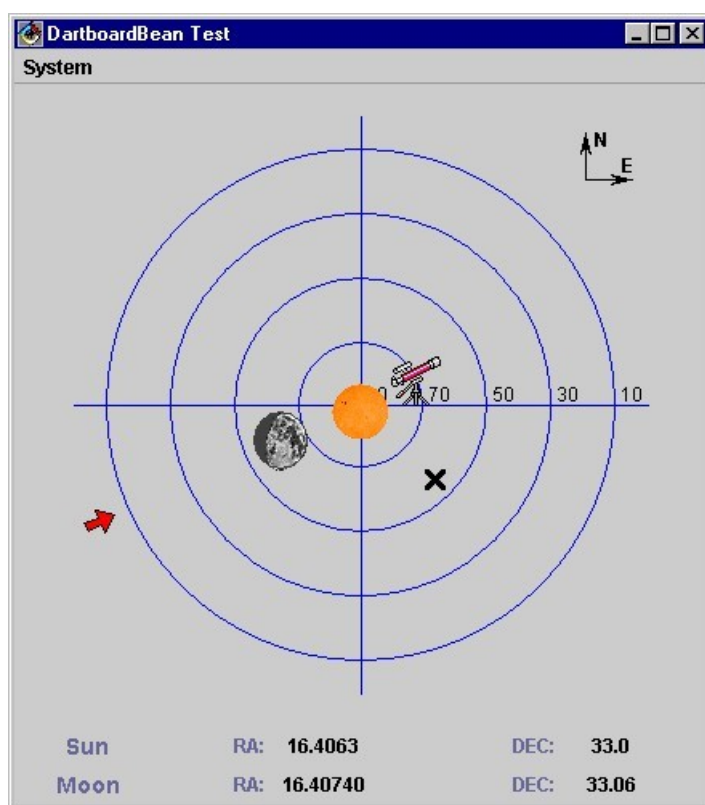 DartboardBean Test
System
N
E
0 70 50 30 10
Sun RA: 16.4063 DEC: 33.0
Moon RA: 16.40740 DEC: 33.06